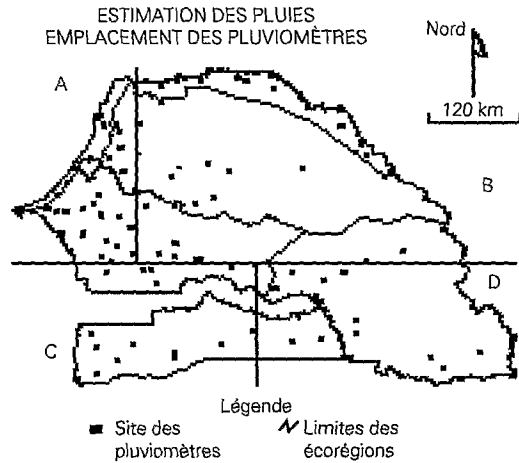 ESTIMATION DES PLUIES
EMPLACEMENT DES PLUVIOMÈTRES
Nord
A
120 km
B
D
C
Légende
Site des
pluviomètres
Limites des
écorégions